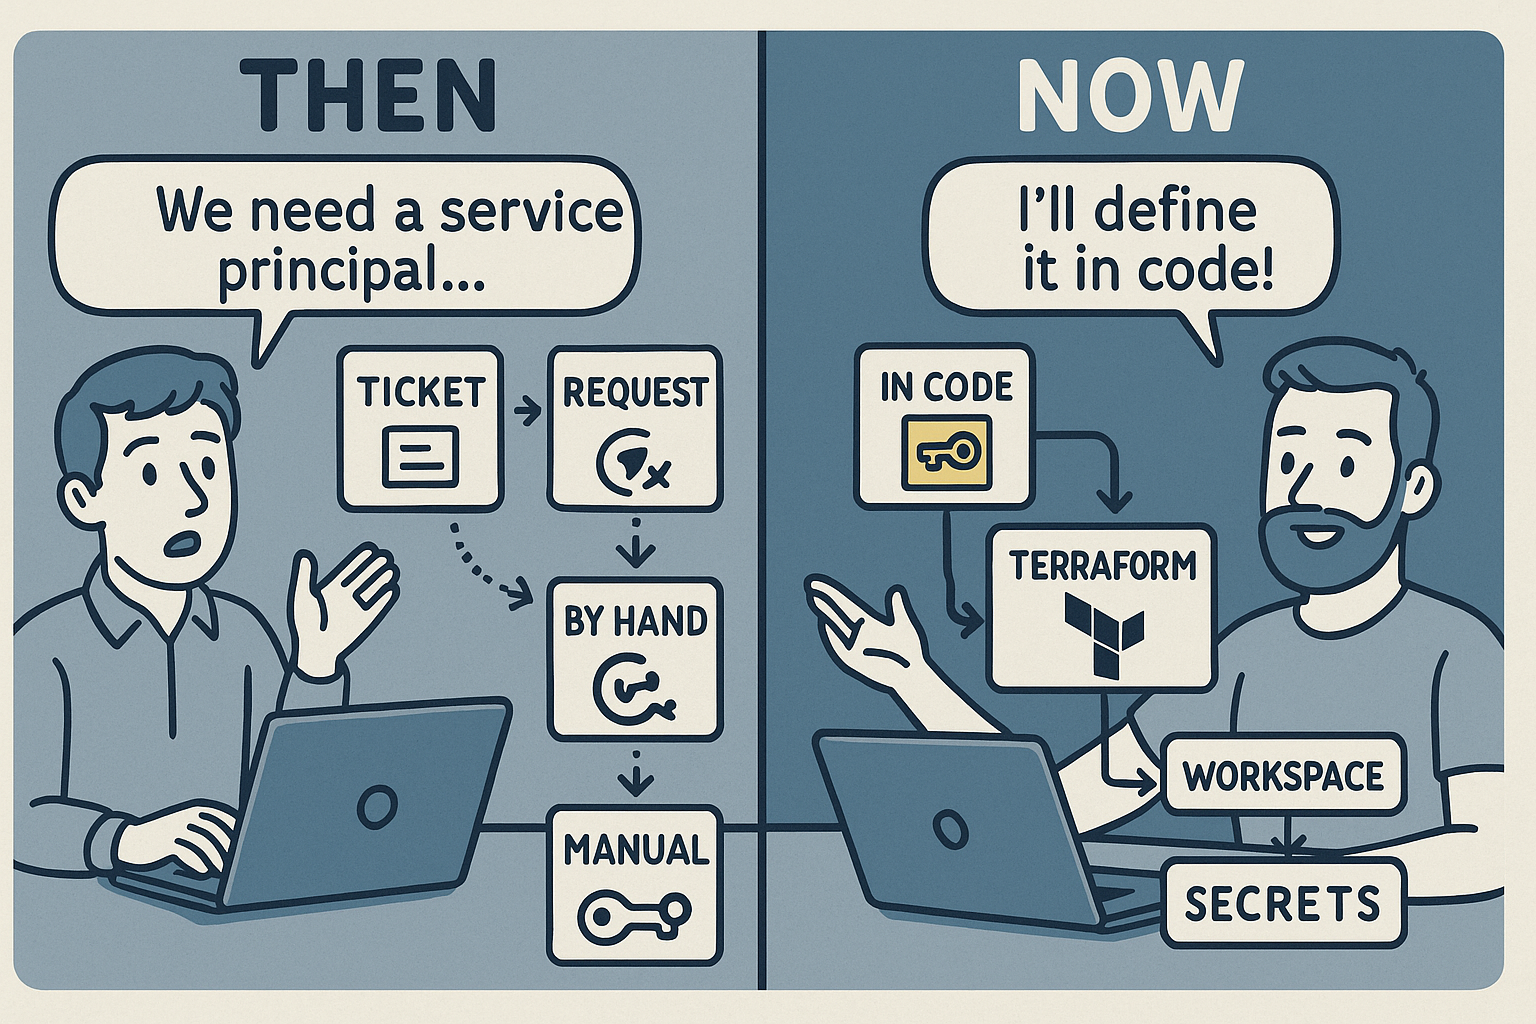 THEN
We need a service
principal...
TICKET
REQUEST
BY HAND
MANUAL
NOW
I'll define
it in code!
IN CODE
TERRAFORM
WORKSPACE
SECRETS